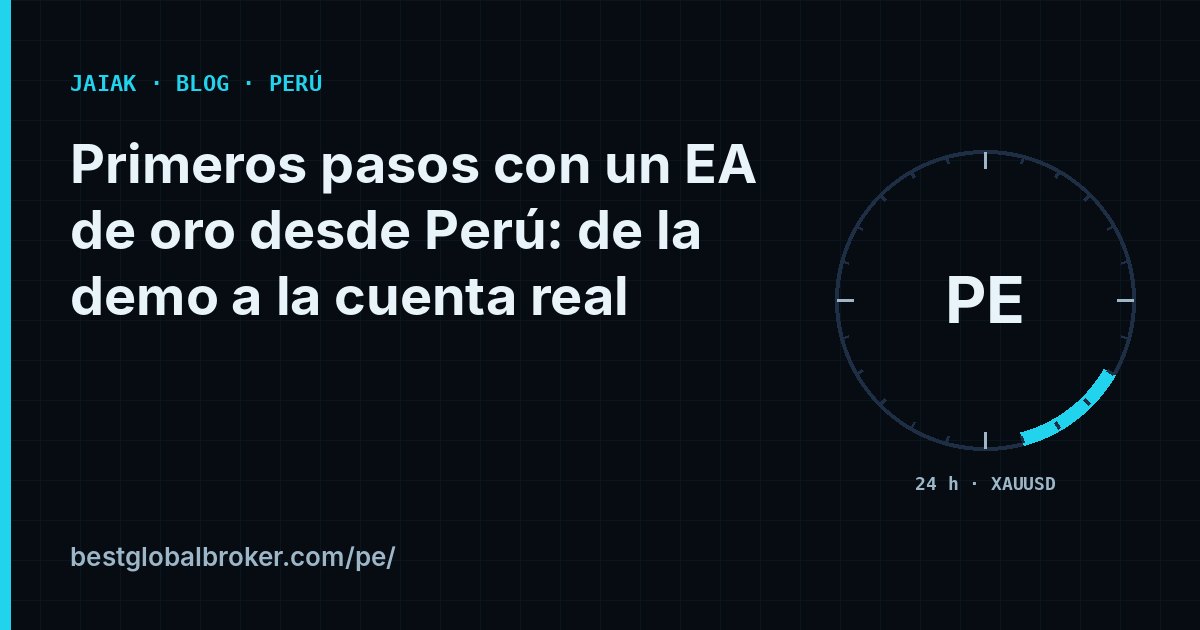 JAIAK · BLOG · PERÚ
Primeros pasos con un EA
de oro desde Perú: de la
demo a la cuenta real
PE
24 h · XAUUSD
bestglobalbroker.com/pe/